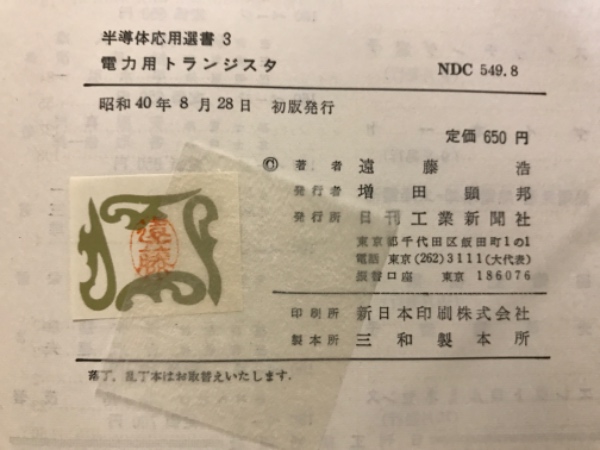 半導体応用選書 3
電力用トランジスタ
NDC 549.8
昭和40年8月28日 初版発行
定価 650 円
© 著者 遠藤浩
発行者 増田顕邦
発行所 日刊工業新聞社
東京都千代田区飯田町1の1
電話 東京(262)3111(大代表)
振替口座 東京 186076
遠藤
印刷所 新日本印刷株式会社
製本所 三和製本所
落丁,乱丁本はお取替えいたします.